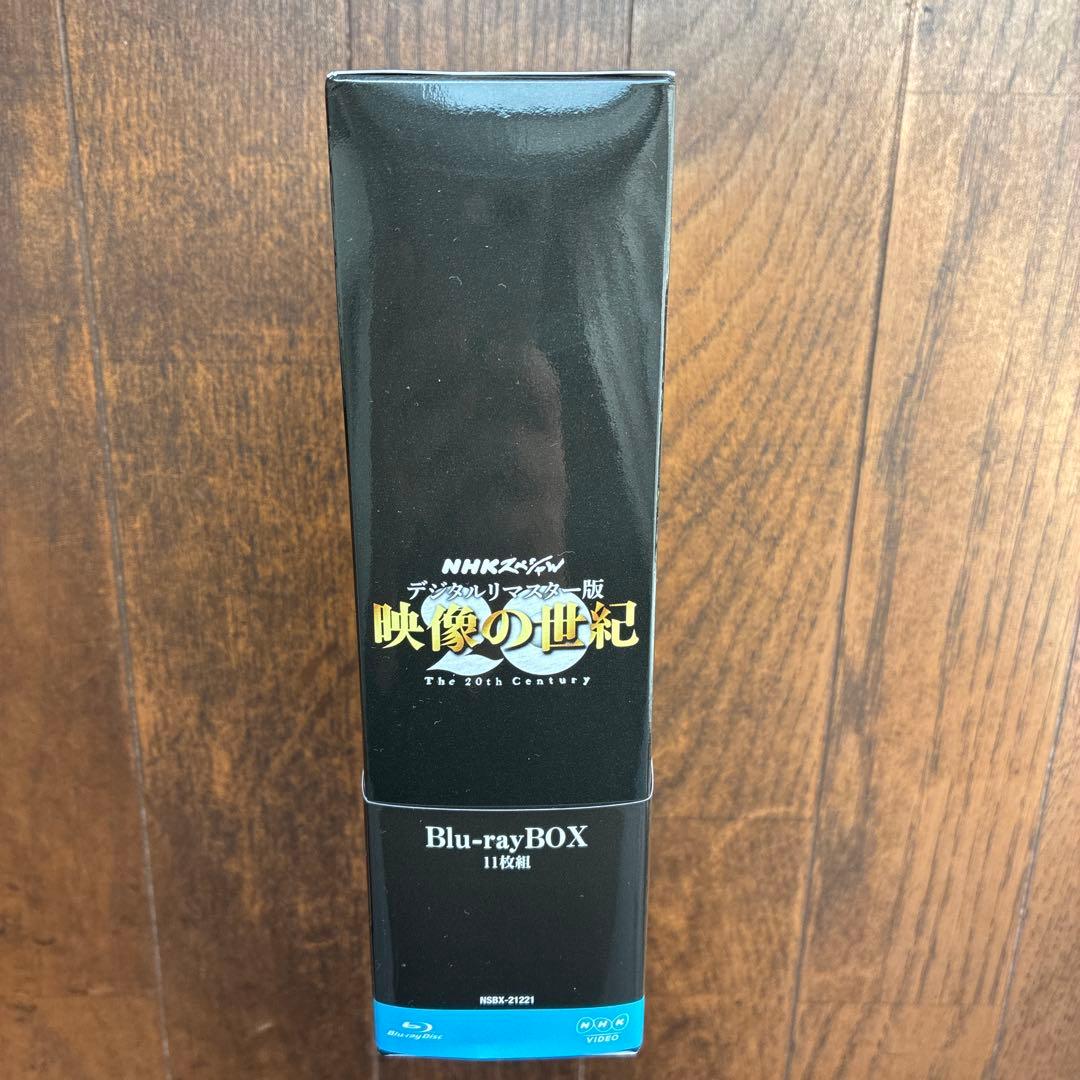 NHKスペシャル
デジタルリマスター版
20
映像の世紀
The 20th Century
Blu-rayBOX
11枚組
NSBX-21221
Blu-ray Disc
NHK
VIDEO